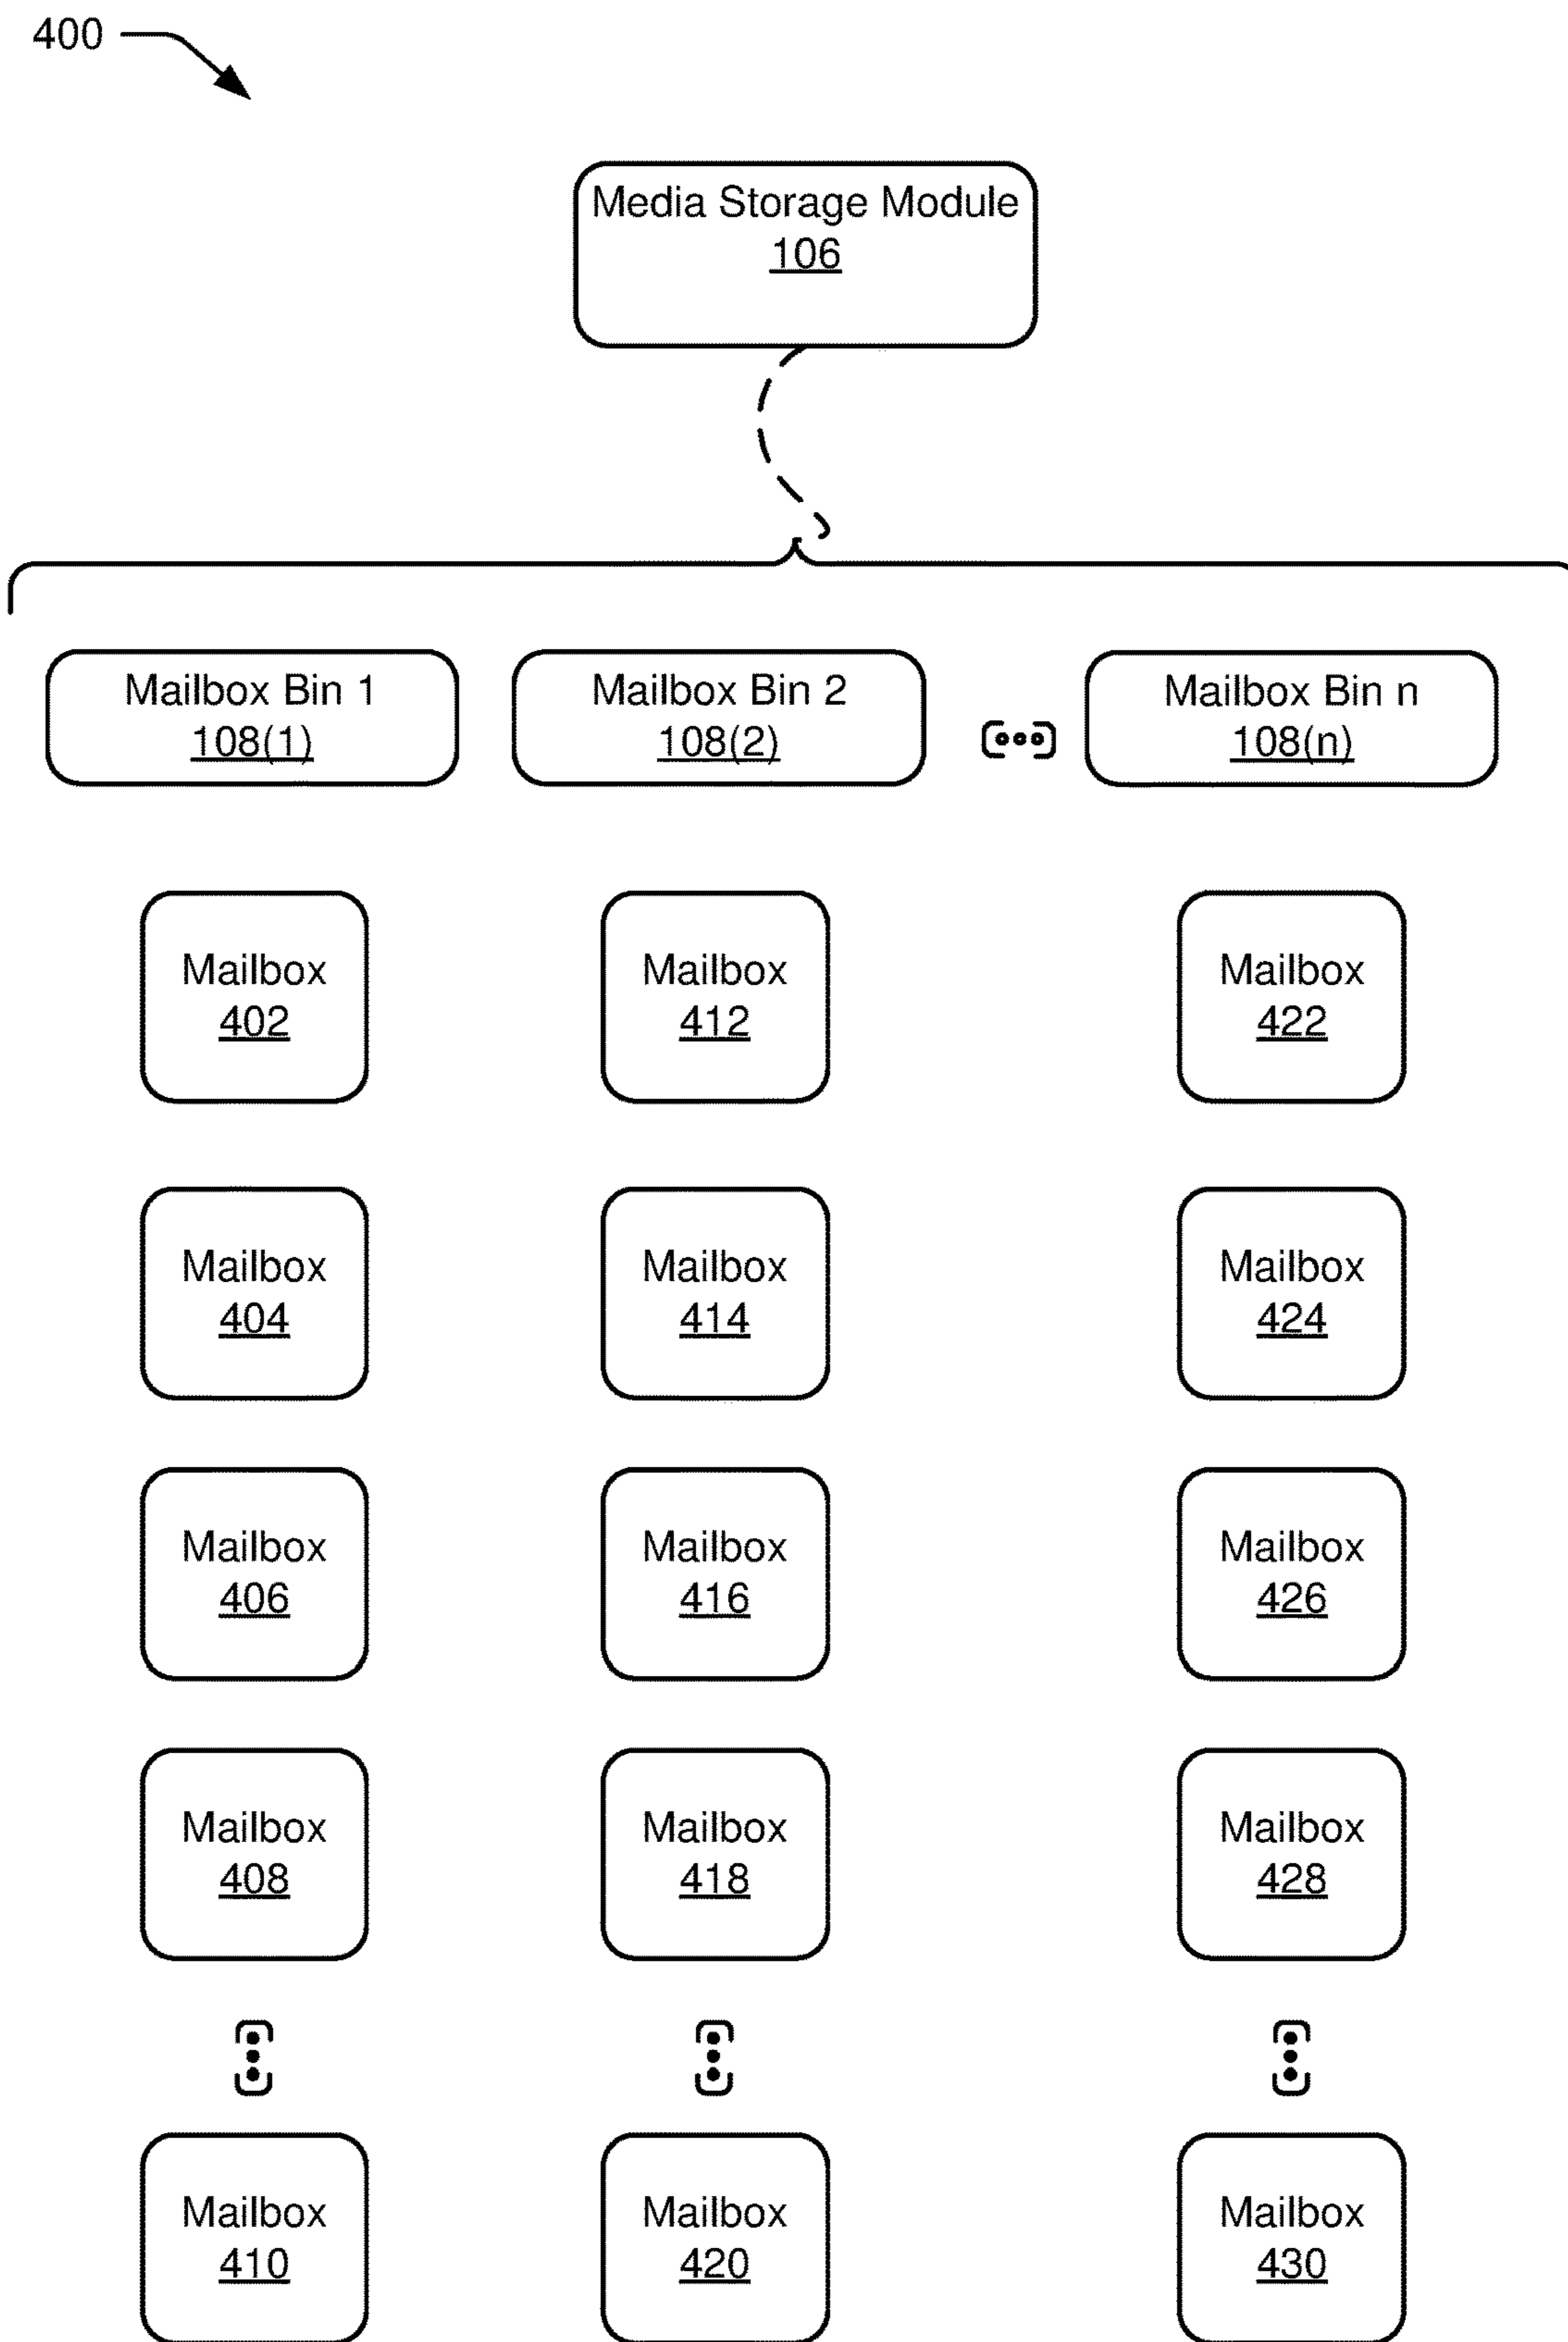 400
Media Storage Module
106
Mailbox Bin 1
108(1)
Mailbox Bin 2
108(2)
Mailbox Bin n
108(n)
Mailbox
402
Mailbox
412
Mailbox
422
Mailbox
404
Mailbox
414
Mailbox
424
Mailbox
406
Mailbox
416
Mailbox
426
Mailbox
408
Mailbox
418
Mailbox
428
Mailbox
410
Mailbox
420
Mailbox
430